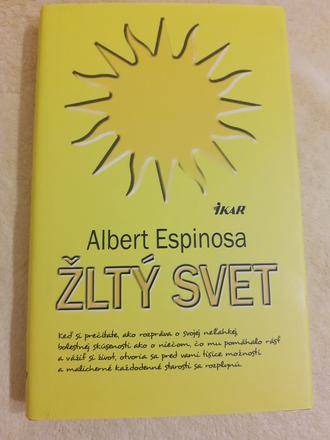 iKAR
Albert Espinosa
ŽLTÝ SVET
Keď si prečítate, ako rozpráva o svojej neľahkej,
bolestnej skúsenosti ako o niečom, čo mu pomáhalo rásť
a vážiť si život, otvoria sa pred vami tisíce možností
a malicherné každodenné starosti sa rozplynú.